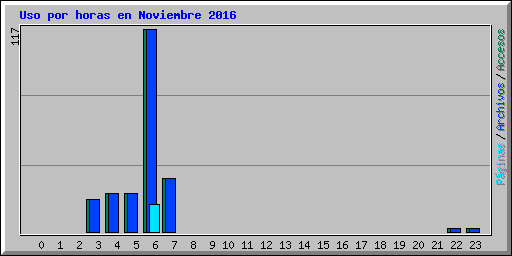 Uso por horas en Noviembre 2016
117
Páginas/Archivos/Accesos
0 1 2 3 4 5 6 7 8 9 10 11 12 13 14 15 16 17 18 19 20 21 22 23